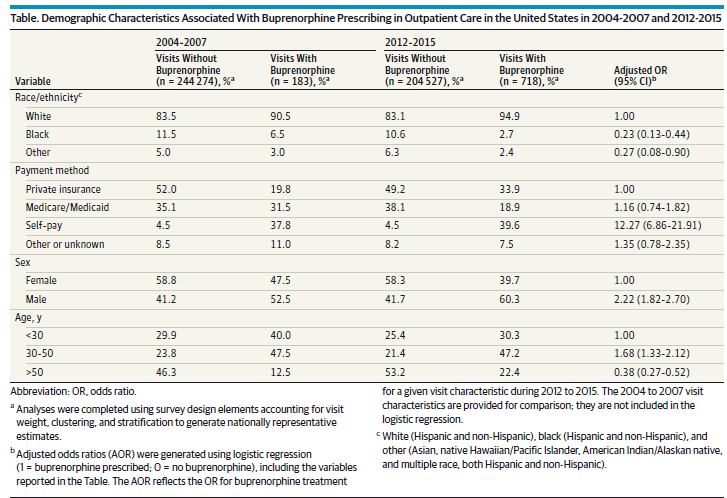 Table. Demographic Characteristics Associated With Buprenorphine Prescribing in Outpatient Care in the United States in 2004-2007 and 2012-2015
2004-2007 2012-2015
Variable Visits Without Buprenorphine (n = 244 274), %a Visits With Buprenorphine (n = 183), %a Visits Without Buprenorphine (n = 204 527), %a Visits With Buprenorphine (n = 718), %a Adjusted OR (95% CI)b
Race/ethnicityc
White 83.5 90.5 83.1 94.9 1.00
Black 11.5 6.5 10.6 2.7 0.23 (0.13-0.44)
Other 5.0 3.0 6.3 2.4 0.27 (0.08-0.90)
Payment method
Private insurance 52.0 19.8 49.2 33.9 1.00
Medicare/Medicaid 35.1 31.5 38.1 18.9 1.16 (0.74-1.82)
Self-pay 4.5 37.8 4.5 39.6 12.27 (6.86-21.91)
Other or unknown 8.5 11.0 8.2 7.5 1.35 (0.78-2.35)
Sex
Female 58.8 47.5 58.3 39.7 1.00
Male 41.2 52.5 41.7 60.3 2.22 (1.82-2.70)
Age, y
<30 29.9 40.0 25.4 30.3 1.00
30-50 23.8 47.5 21.4 47.2 1.68 (1.33-2.12)
>50 46.3 12.5 53.2 22.4 0.38 (0.27-0.52)
Abbreviation: OR, odds ratio.
a Analyses were completed using survey design elements accounting for visit
weight, clustering, and stratification to generate nationally representative
estimates.
b Adjusted odds ratios (AOR) were generated using logistic regression
(1 = buprenorphine prescribed; 0 = no buprenorphine), including the variables
reported in the Table. The AOR reflects the OR for buprenorphine treatment
for a given visit characteristic during 2012 to 2015. The 2004 to 2007 visit
characteristics are provided for comparison; they are not included in the
logistic regression.
c White (Hispanic and non-Hispanic), black (Hispanic and non-Hispanic), and
other (Asian, native Hawaiian/Pacific Islander, American Indian/Alaskan native,
and multiple race, both Hispanic and non-Hispanic).